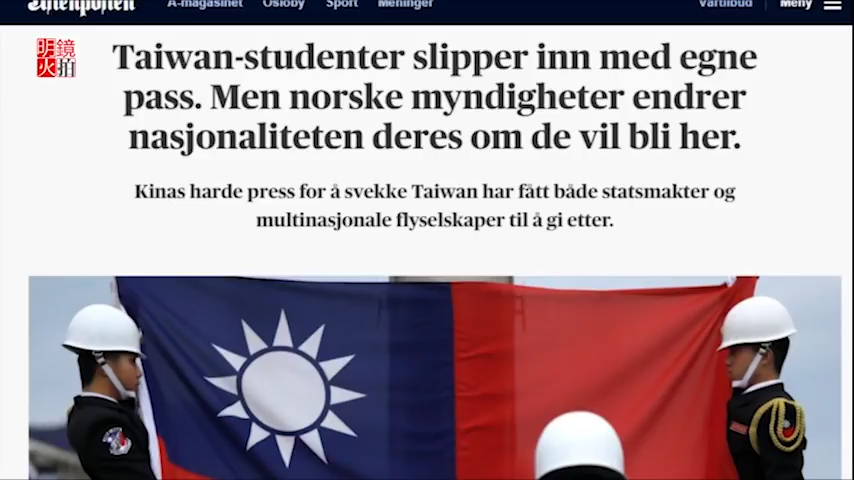 Aftenposten
A-magasinet Osloby Sport Meninger
Værtilbud Meny
明鏡
火拍
Taiwan-studenter slipper inn med egne
pass. Men norske myndigheter endrer
nasjonaliteten deres om de vil bli her.
Kinas harde press for å svekke Taiwan har fått både statsmakter og
multinasjonale flyselskaper til å gi etter.